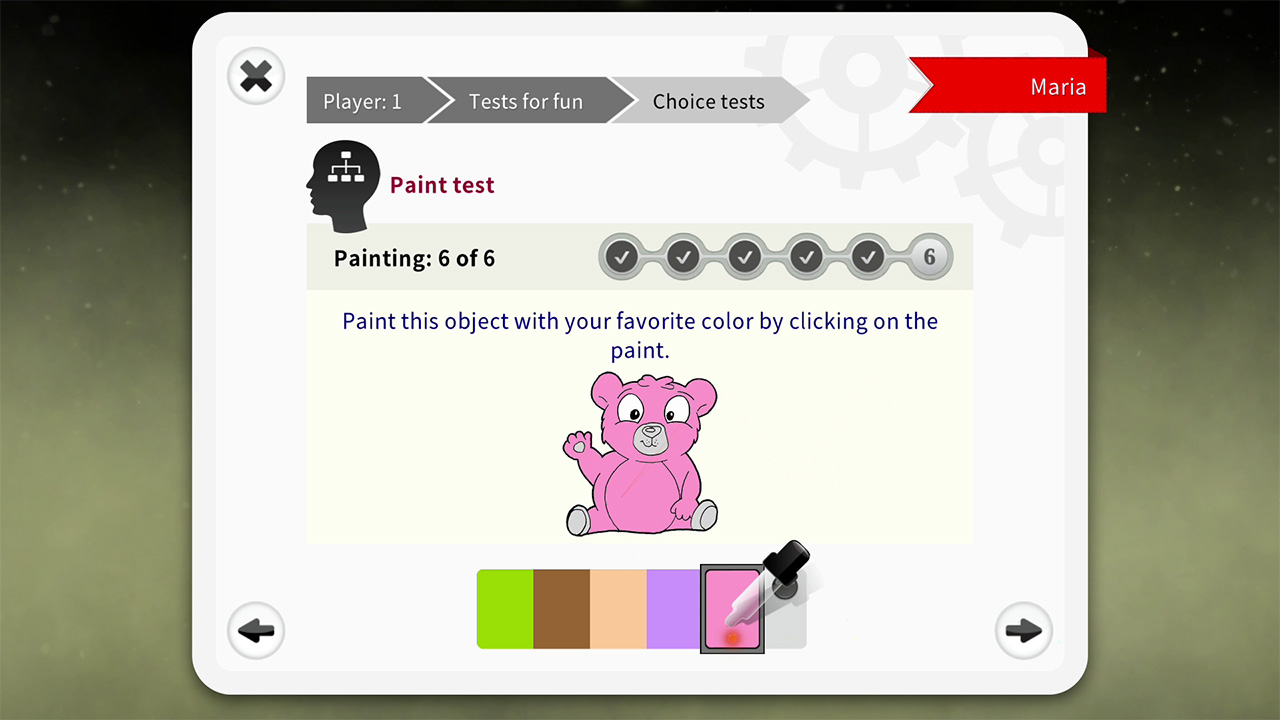 Player: 1
Tests for fun
Choice tests
Maria
Paint test
Painting: 6 of 6
6
Paint this object with your favorite color by clicking on the
paint.